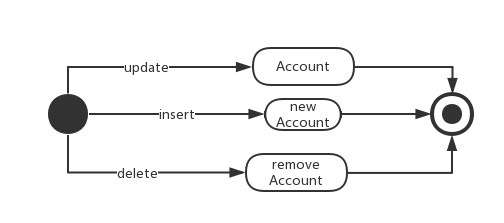 update
Account
insert
new
Account
delete
remove
Account